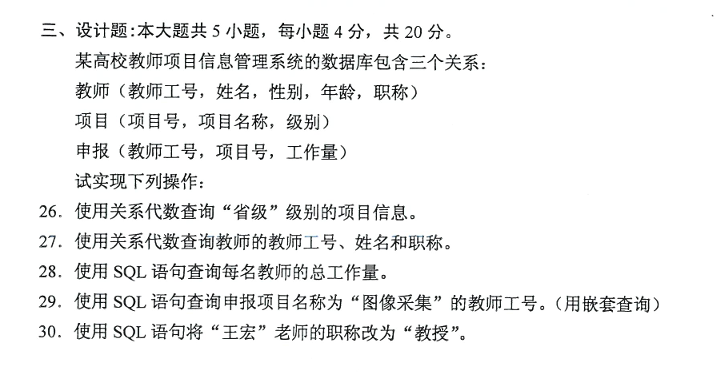 三、设计题:本大题共 5 小题，每小题 4 分，共 20 分。
某高校教师项目信息管理系统的数据库包含三个关系：
教师（教师工号，姓名，性别，年龄，职称）
项目（项目号，项目名称，级别）
申报（教师工号，项目号，工作量）
试实现下列操作：
26．使用关系代数查询“省级”级别的项目信息。
27．使用关系代数查询教师的教师工号、姓名和职称。
28．使用 SQL 语句查询每名教师的总工作量。
29．使用 SQL 语句查询申报项目名称为“图像采集”的教师工号。（用嵌套查询）
30．使用 SQL 语句将“王宏”老师的职称改为“教授”。